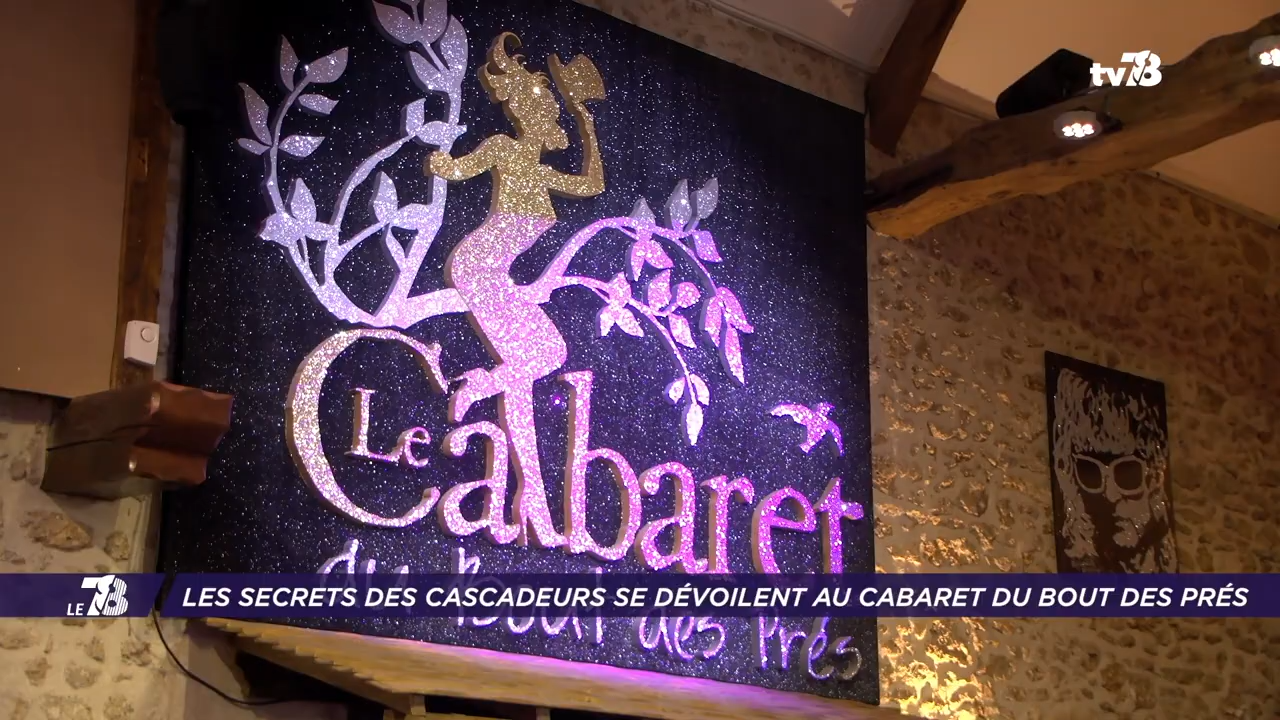 tv78
Le
Cabaret
du Bout des Prés
LE 78
LES SECRETS DES CASCADEURS SE DÉVOILENT AU CABARET DU BOUT DES PRÉS